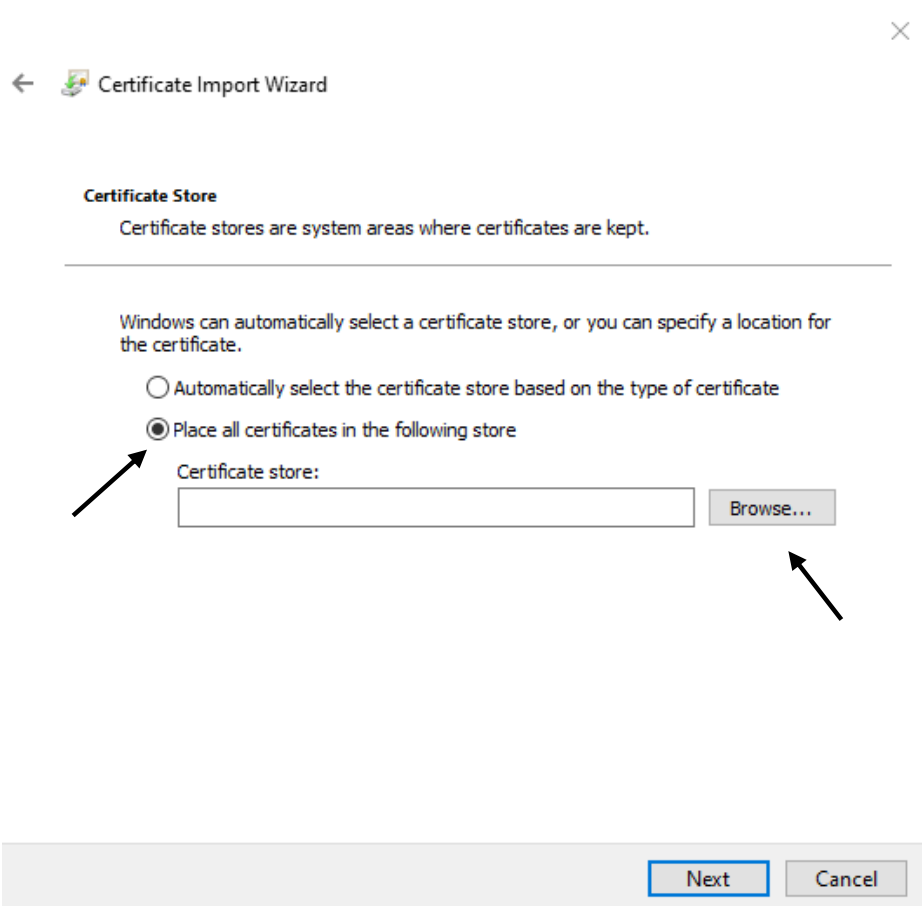 Certificate Import Wizard
Certificate Store
Certificate stores are system areas where certificates are kept.
Windows can automatically select a certificate store, or you can specify a location for
the certificate.
Automatically select the certificate store based on the type of certificate
Place all certificates in the following store
Certificate store:
Browse...
Next
Cancel